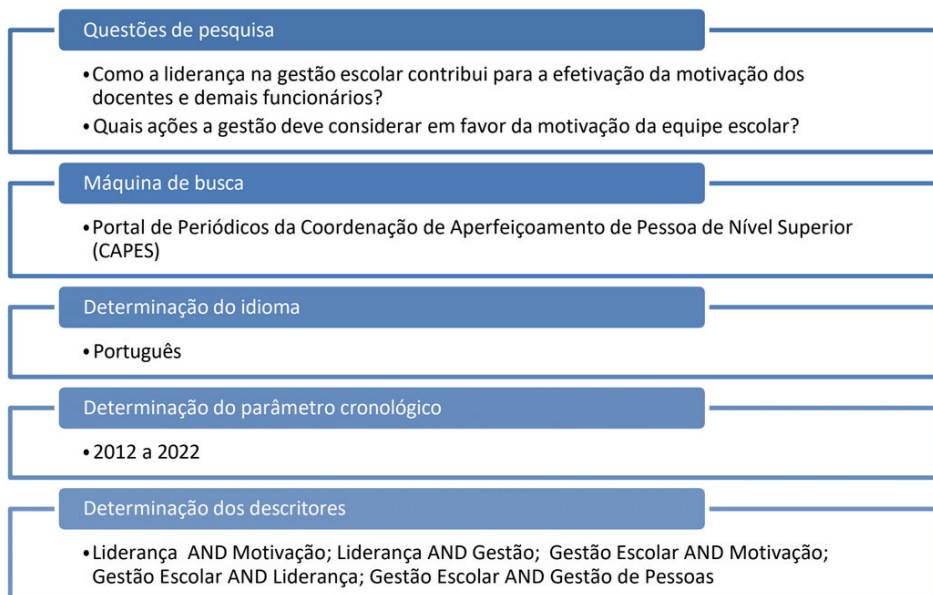 Questões de pesquisa
•Como a liderança na gestão escolar contribui para a efetivação da motivação dos
docentes e demais funcionários?
•Quais ações a gestão deve considerar em favor da motivação da equipe escolar?
Máquina de busca
•Portal de Periódicos da Coordenação de Aperfeiçoamento de Pessoa de Nível Superior
(CAPES)
Determinação do idioma
•Português
Determinação do parâmetro cronológico
•2012 a 2022
Determinação dos descritores
•Liderança AND Motivação; Liderança AND Gestão; Gestão Escolar AND Motivação;
Gestão Escolar AND Liderança; Gestão Escolar AND Gestão de Pessoas